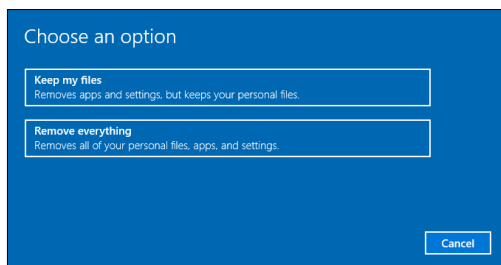 Choose an option
Keep my files
Removes apps and settings, but keeps your personal files.
Remove everything
Removes all of your personal files, apps, and settings.
Cancel